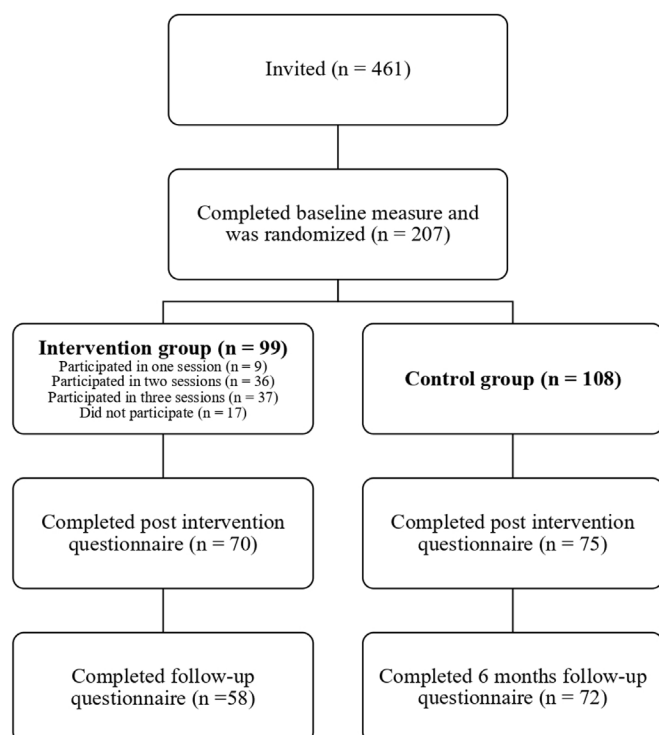 Invited (n = 461)
Completed baseline measure and
was randomized (n = 207)
Intervention group (n = 99)
Participated in one session (n = 9)
Participated in two sessions (n = 36)
Participated in three sessions (n = 37)
Did not participate (n = 17)
Control group (n = 108)
Completed post intervention
questionnaire (n = 70)
Completed post intervention
questionnaire (n = 75)
Completed follow-up
questionnaire (n =58)
Completed 6 months follow-up
questionnaire (n = 72)